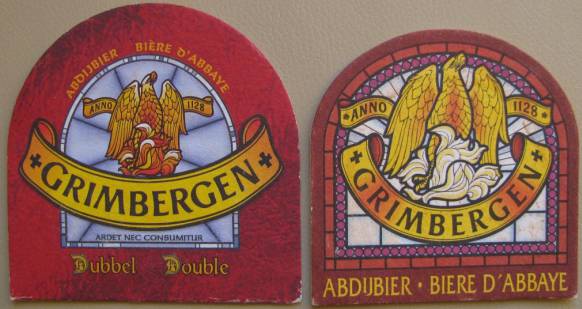 ABDIJBIER BIÈRE D'ABBAYE
ANNO 1128
GRIMBERGEN
ARDET NEC CONSUMITUR
Dubbel Double
ANNO 1128
GRIMBERGEN
ABDIJBIER · BIERE D'ABBAYE